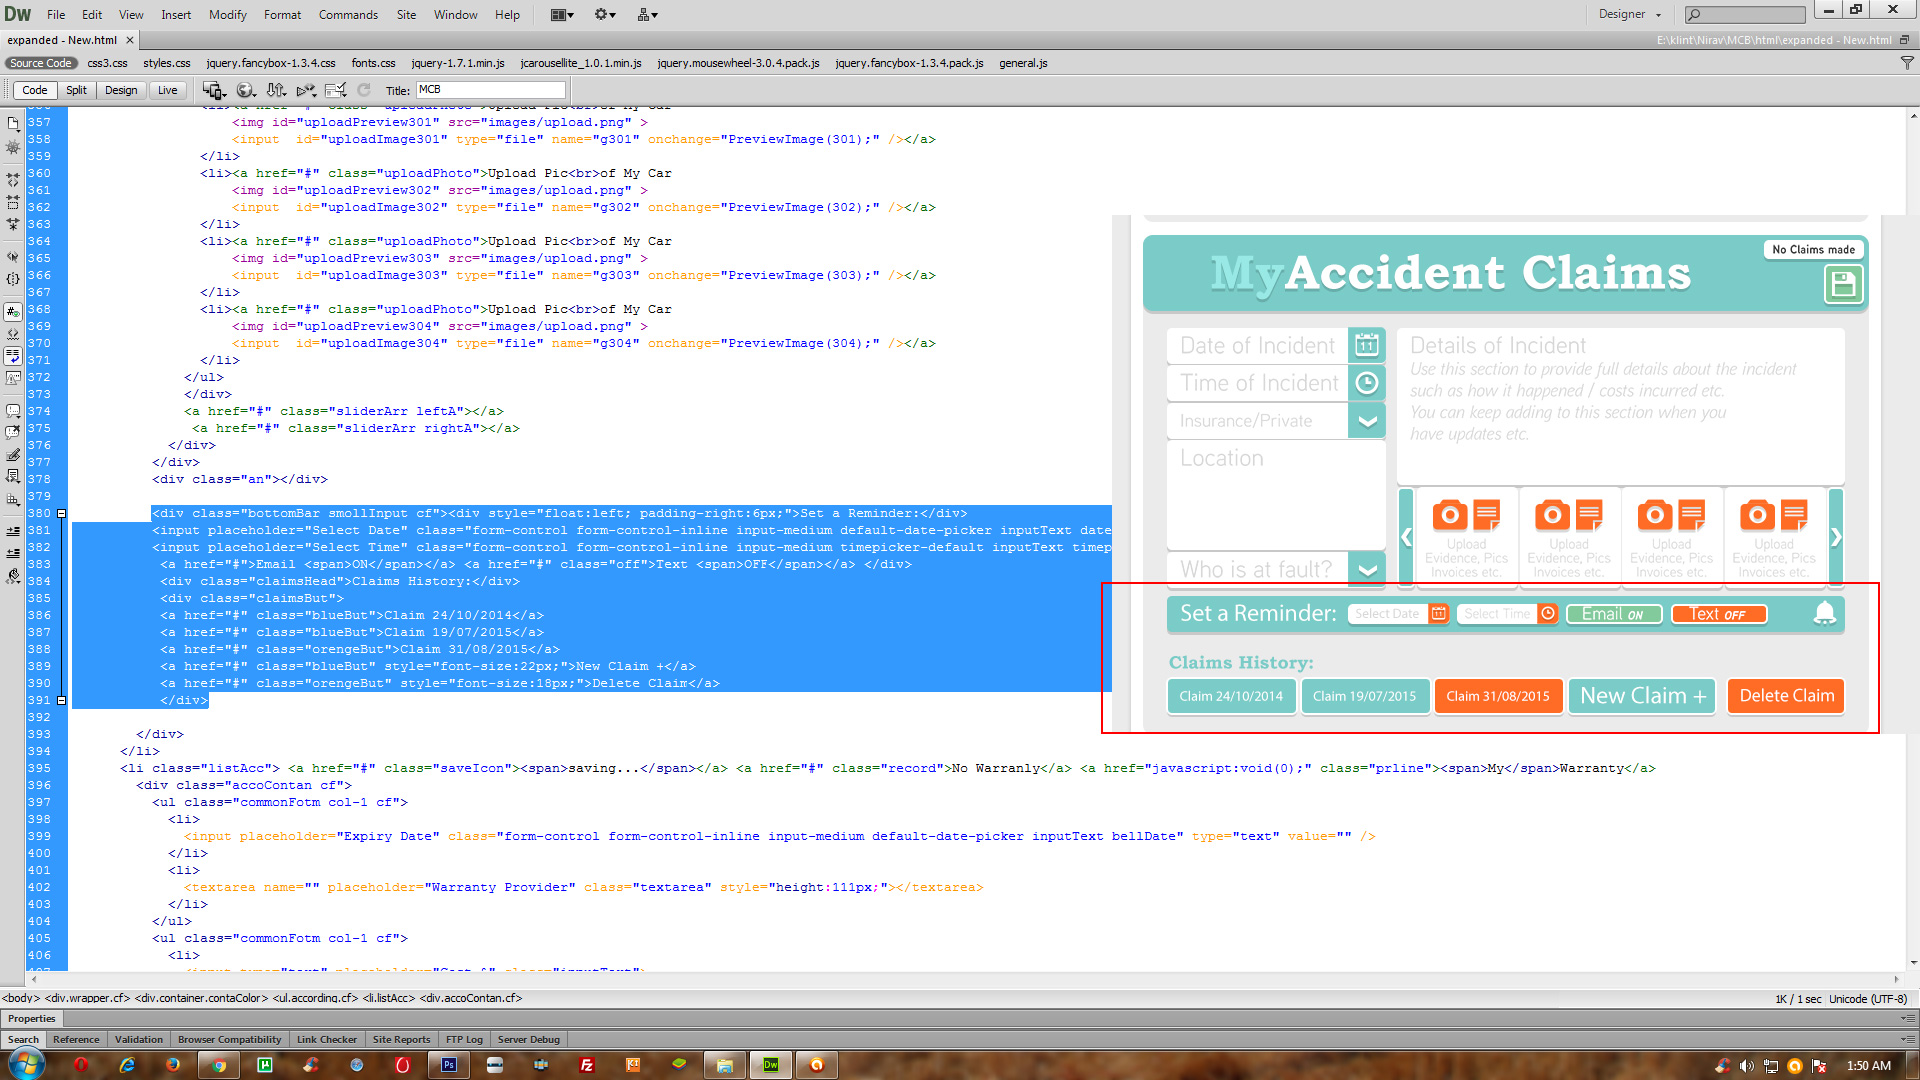 Dw File Edit View Insert Modify Format Commands Site Window Help Designer
expanded - New.html E:\klint\Nirav\MCB\html\expanded - New.html
Source Code css3.css styles.css jquery.fancybox-1.3.4.css fonts.css jquery-1.7.1.min.js jcarousellite_1.0.1.min.js jquery.mousewheel-3.0.4.pack.js jquery.fancybox-1.3.4.pack.js general.js
Code Split Design Live Title: MCB
357 <img id="uploadPreview301" src="images/upload.png" >
358 <input  id="uploadImage301" type="file" name="g301" onchange="PreviewImage(301);" /></a>
359 </li>
360 <li><a href="#" class="uploadPhoto">Upload Pic<br>of My Car
361 <img id="uploadPreview302" src="images/upload.png" >
362 <input  id="uploadImage302" type="file" name="g302" onchange="PreviewImage(302);" /></a>
363 </li>
364 <li><a href="#" class="uploadPhoto">Upload Pic<br>of My Car
365 <img id="uploadPreview303" src="images/upload.png" >
366 <input  id="uploadImage303" type="file" name="g303" onchange="PreviewImage(303);" /></a>
367 </li>
368 <li><a href="#" class="uploadPhoto">Upload Pic<br>of My Car
369 <img id="uploadPreview304" src="images/upload.png" >
370 <input  id="uploadImage304" type="file" name="g304" onchange="PreviewImage(304);" /></a>
371 </li>
372 </ul>
373 </div>
374 <a href="#" class="sliderArr leftA"></a>
375 <a href="#" class="sliderArr rightA"></a>
376 </div>
377 </div>
378 <div class="an"></div>
379
380 <div class="bottomBar smollInput cf"><div style="float:left; padding-right:6px;">Set a Reminder:</div>
381 <input placeholder="Select Date" class="form-control form-control-inline input-medium default-date-picker inputText date
382 <input placeholder="Select Time" class="form-control form-control-inline input-medium timepicker-default inputText timep
383 <a href="#">Email <span>ON</span></a> <a href="#" class="off">Text <span>OFF</span></a> </div>
384 <div class="claimsHead">Claims History:</div>
385 <div class="claimsBut">
386 <a href="#" class="blueBut">Claim 24/10/2014</a>
387 <a href="#" class="blueBut">Claim 19/07/2015</a>
388 <a href="#" class="orengeBut">Claim 31/08/2015</a>
389 <a href="#" class="blueBut" style="font-size:22px;">New Claim +</a>
390 <a href="#" class="orengeBut" style="font-size:18px;">Delete Claim</a>
391 </div>
392
393 </div>
394 </li>
395 <li class="listAcc"> <a href="#" class="saveIcon"><span>saving...</span></a> <a href="#" class="record">No Warranly</a> <a href="javascript:void(0);" class="prline"><span>My</span>Warranty</a>
396 <div class="accoContan cf">
397 <ul class="commonFotm col-1 cf">
398 <li>
399 <input placeholder="Expiry Date" class="form-control form-control-inline input-medium default-date-picker inputText bellDate" type="text" value="" />
400 </li>
401 <li>
402 <textarea name="" placeholder="Warranty Provider" class="textarea" style="height:111px;"></textarea>
403 </li>
404 </ul>
405 <ul class="commonFotm col-1 cf">
406 <li>
No Claims made
MyAccident Claims
Date of Incident 11
Time of Incident
Insurance/Private
Location
Who is at fault?
Details of Incident
Use this section to provide full details about the incident
such as how it happened / costs incurred etc.
You can keep adding to this section when you
have updates etc.
Upload Upload Upload Upload
Evidence, Pics Evidence, Pics Evidence, Pics Evidence, Pics
Invoices etc. Invoices etc. Invoices etc. Invoices etc.
Set a Reminder: Select Date Select Time Email ON Text OFF
Claims History:
Claim 24/10/2014 Claim 19/07/2015 Claim 31/08/2015 New Claim + Delete Claim
<body> <div.wrapper.cf> <div.container.contaColor> <ul.according.cf> <li.listAcc> <div.accoContan.cf> 1K / 1 sec Unicode (UTF-8)
Properties
Search Reference Validation Browser Compatibility Link Checker Site Reports FTP Log Server Debug
1:50 AM